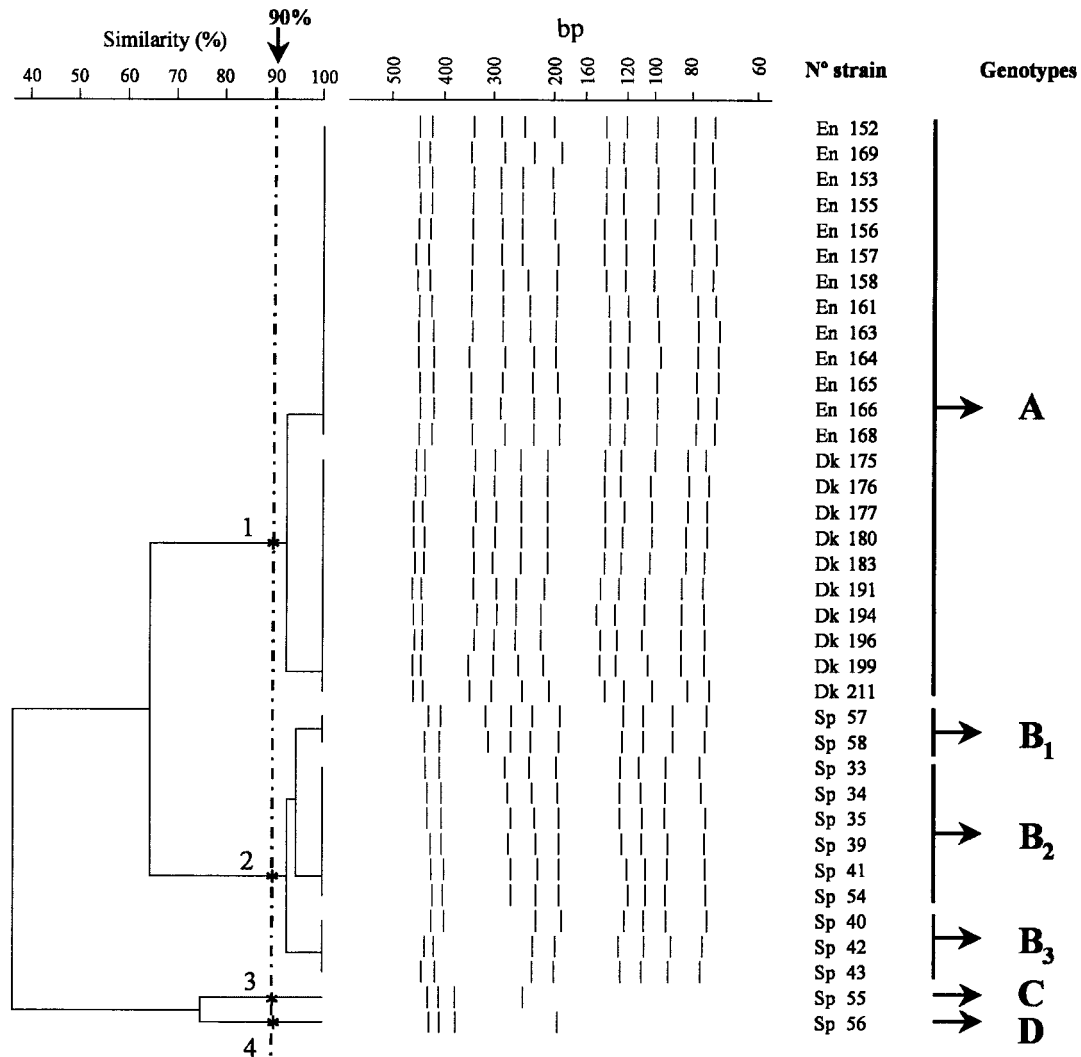 90%
Similarity (%) bp
N° strain Genotypes
40 50 60 70 80 90 100 500 400 300 200 160 120 100 80 60
En 152
En 169
En 153
En 155
En 156
En 157
En 158
En 161
En 163
En 164
En 165
En 166 A
En 168
Dk 175
Dk 176
Dk 177
1 Dk 180
Dk 183
Dk 191
Dk 194
Dk 196
Dk 199
Dk 211
Sp 57
Sp 58 B1
Sp 33
Sp 34
Sp 35
Sp 39 B2
2 Sp 41
Sp 54
Sp 40
Sp 42 B3
Sp 43
3 Sp 55 C
Sp 56 D
4